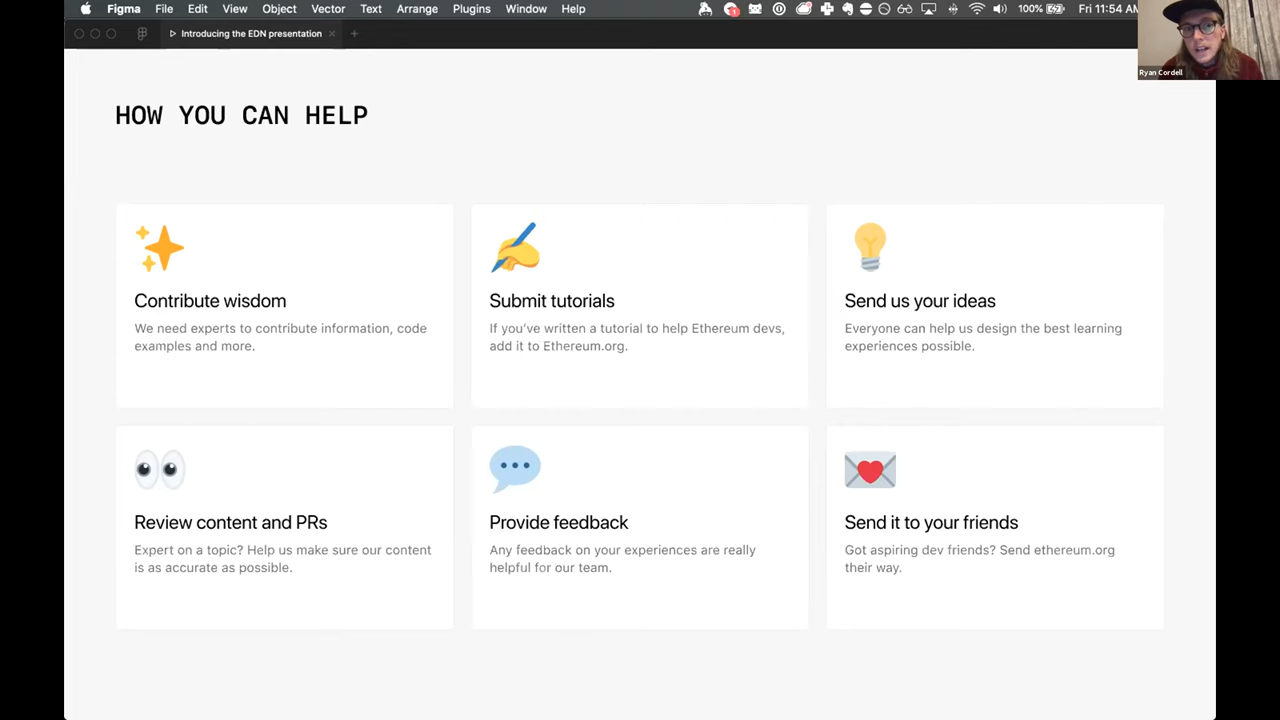 Figma File Edit View Object Vector Text Arrange Plugins Window Help 1 100% Fri 11:54 AM
Introducing the EDN presentation
Ryan Cordell
HOW YOU CAN HELP
Contribute wisdom
We need experts to contribute information, code
examples and more.
Submit tutorials
If you've written a tutorial to help Ethereum devs,
add it to Ethereum.org.
Send us your ideas
Everyone can help us design the best learning
experiences possible.
Review content and PRs
Expert on a topic? Help us make sure our content
is as accurate as possible.
Provide feedback
Any feedback on your experiences are really
helpful for our team.
Send it to your friends
Got aspiring dev friends? Send ethereum.org
their way.